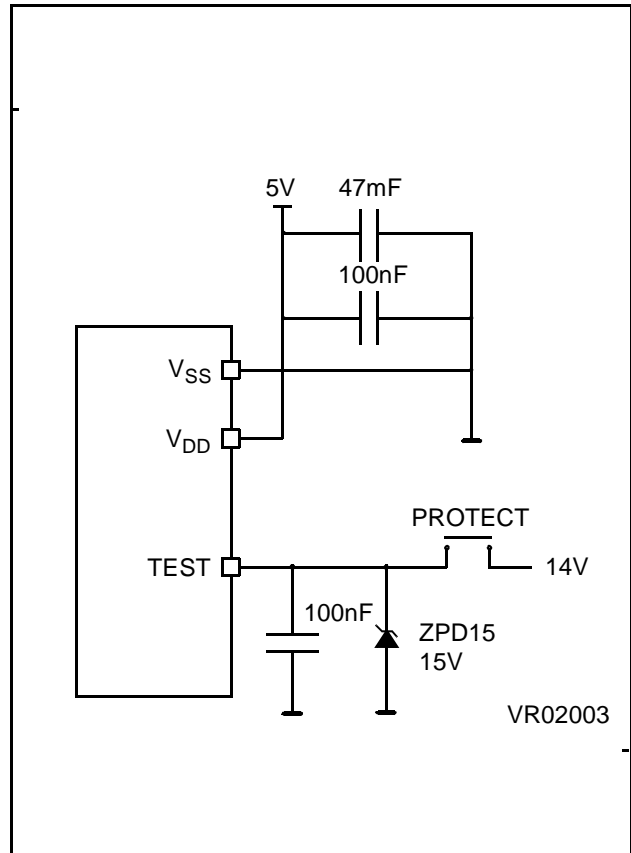 5V 47mF
100nF
VSS
VDD
PROTECT
TEST 14V
100nF ZPD15
15V
VR02003